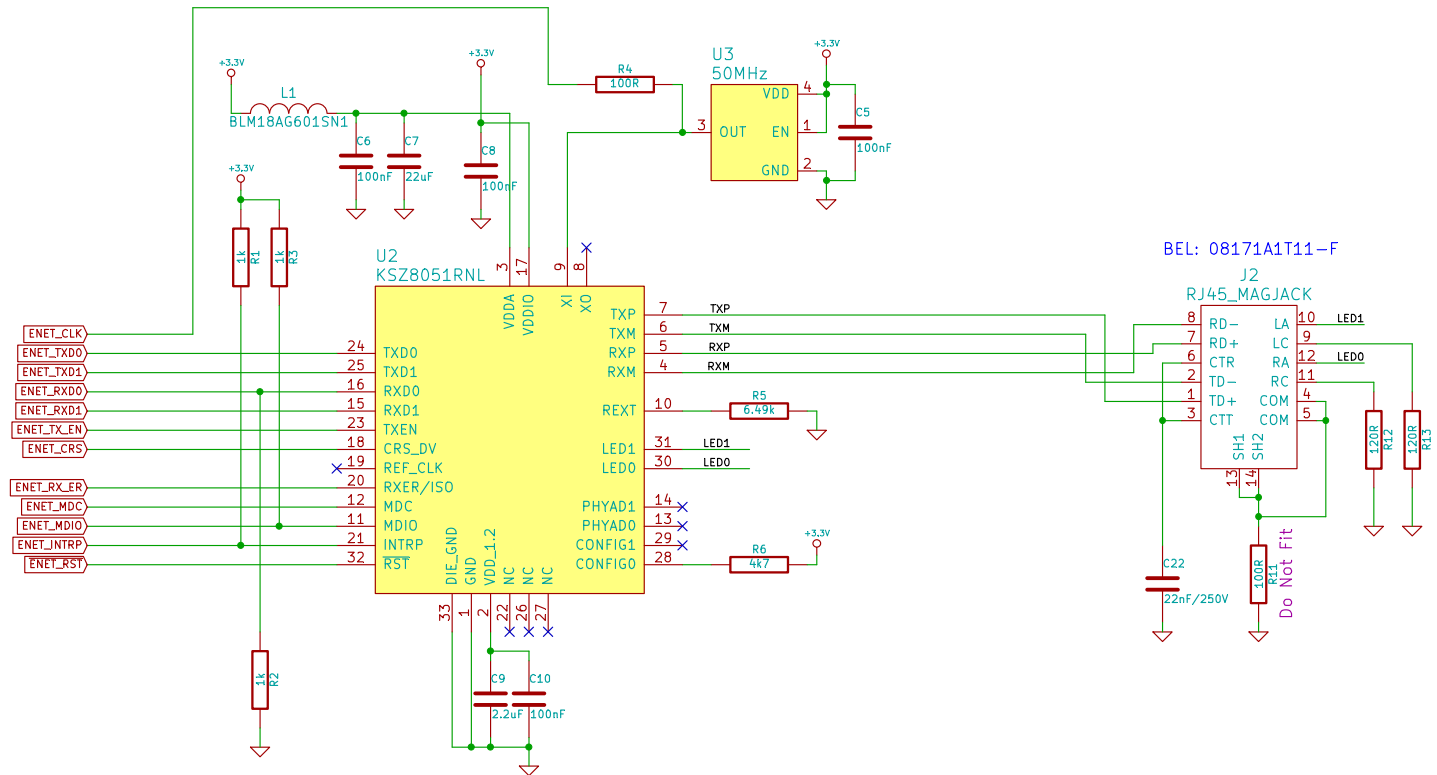 +3.3V
L1
BLM18AG601SN1
C6
100nF
C7
22uF
+3.3V
C8
100nF
R4
100R
U3
50MHz
+3.3V
VDD 4
3 OUT
EN 1
GND 2
C5
100nF
+3.3V
1k
R1
1k
R3
U2
KSZ8051RNL
3
17
9
8
VDDA
VDDIO
XI
XO
ENET_CLK
ENET_TXD0 24 TXD0
ENET_TXD1 25 TXD1
ENET_RXD0 16 RXD0
ENET_RXD1 15 RXD1
ENET_TX_EN 23 TXEN
ENET_CRS 18 CRS_DV
19 REF_CLK
ENET_RX_ER 20 RXER/ISO
ENET_MDC 12 MDC
ENET_MDIO 11 MDIO
ENET_INTRP 21 INTRP
ENET_RST 32 RST
TXP 7 TXP
TXM 6 TXM
RXP 5 RXP
RXM 4 RXM
REXT 10
R5
6.49k
LED1 31 LED1
LED0 30 LED0
PHYAD1 14
PHYAD0 13
CONFIG1 29
CONFIG0 28
R6
4k7
+3.3V
DIE_GND
GND
VDD_1.2
NC
NC
NC
33
1
2
22
26
27
C9
2.2uF
C10
100nF
1k
R2
BEL: 08171A1T11-F
J2
RJ45_MAGJACK
8 RD- LA 10 LED1
7 RD+ LC 9
6 CTR RA 12 LED0
2 TD- RC 11
1 TD+ COM 4
3 CTT COM 5
SH1
SH2
13
14
120R
R12
120R
R13
C22
22nF/250V
100R
R11
Do Not Fit